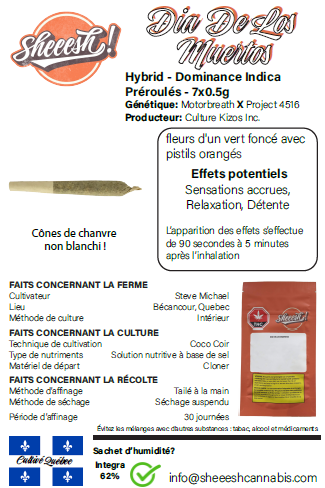 Sheeesh!
Dia De Los
Muertos
Hybrid - Dominance Indica
Préroulés - 7x0.5g
Génétique: Motorbreath X Project 4516
Producteur: Culture Kizos Inc.
fleurs d'un vert foncé avec
pistils orangés
Effets potentiels
Sensations accrues,
Relaxation, Détente
L'apparition des effets s'effectue
de 90 secondes à 5 minutes
après l'inhalation
Cônes de chanvre
non blanchi !
FAITS CONCERNANT LA FERME
Cultivateur Steve Michael
Lieu Bécancour, Quebec
Méthode de culture Intérieur
FAITS CONCERNANT LA CULTURE
Technique de cultivation Coco Coir
Type de nutriments Solution nutritive à base de sel
Matériel de départ Cloner
FAITS CONCERNANT LA RÉCOLTE
Méthode d'affinage Tailé à la main
Méthode de séchage Séchage suspendu
Période d'affinage 30 journées
Sheeesh!
THC
Évitez les mélanges avec d'autres substances : tabac, alcool et médicaments
Cultivé Québec
Sachet d'humidité?
Integra
62%
info@sheeeshcannabis.com